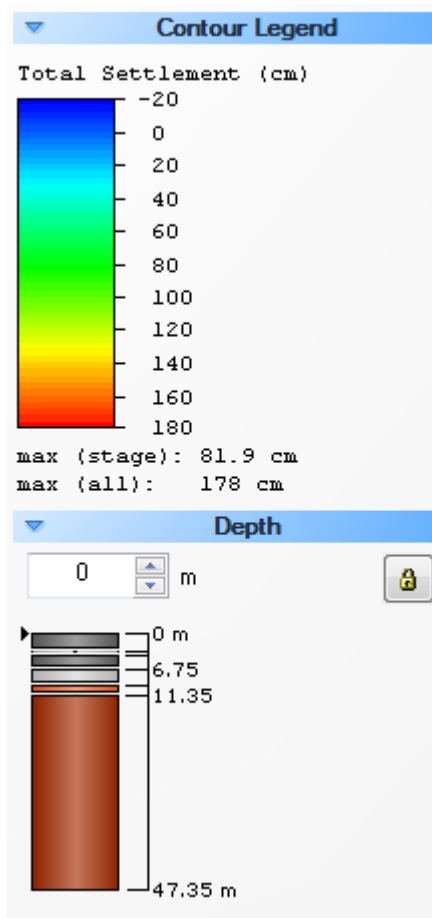 Contour Legend
Total Settlement (cm)
-20
0
20
40
60
80
100
120
140
160
180
max (stage): 81.9 cm
max (all): 178 cm
Depth
0 m
0 m
6.75
11.35
47.35 m